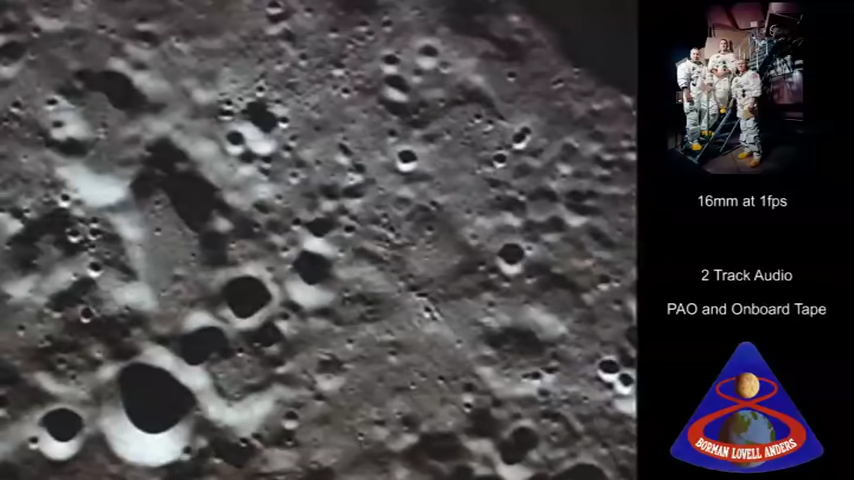 16mm at 1fps
2 Track Audio
PAO and Onboard Tape
BORMAN LOVELL ANDERS